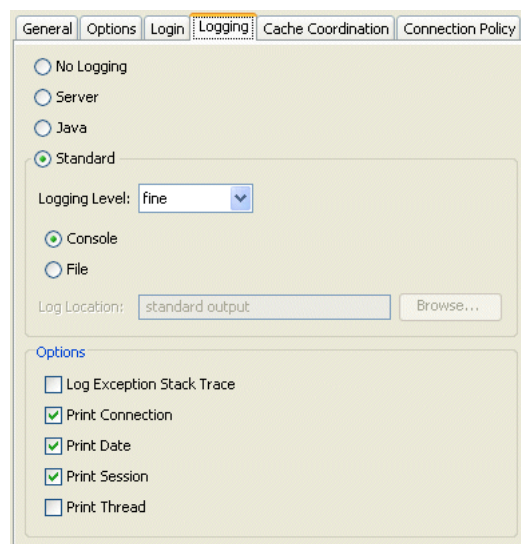 General Options Login Logging Cache Coordination Connection Policy
No Logging
Server
Java
Standard
Logging Level: fine
Console
File
Log Location: standard output Browse...
Options
Log Exception Stack Trace
Print Connection
Print Date
Print Session
Print Thread